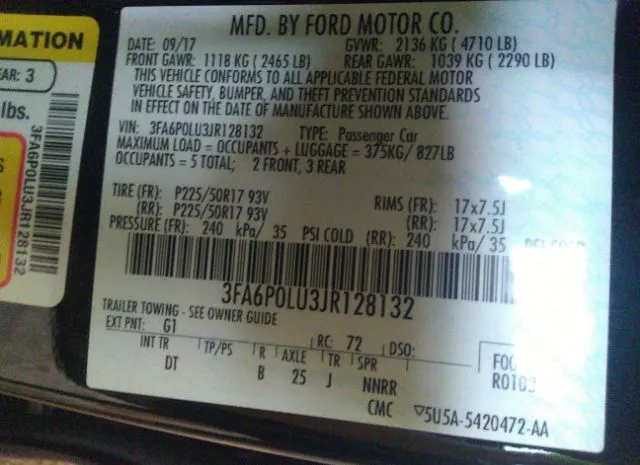 MFD. BY FORD MOTOR CO.
DATE: 09/17 GVWR: 2136 KG ( 4710 LB)
FRONT GAWR: 1118 KG ( 2465 LB) REAR GAWR: 1039 KG ( 2290 LB)
THIS VEHICLE CONFORMS TO ALL APPLICABLE FEDERAL MOTOR
VEHICLE SAFETY, BUMPER, AND THEFT PREVENTION STANDARDS
IN EFFECT ON THE DATE OF MANUFACTURE SHOWN ABOVE.
VIN: 3FA6P0LU3JR128132 TYPE: Passenger Car
MAXIMUM LOAD = OCCUPANTS + LUGGAGE = 375KG/ 827LB
OCCUPANTS = 5 TOTAL; 2 FRONT, 3 REAR
TIRE (FR): P225/50R17 93V RIMS (FR): 17x7.5J
(RR): P225/50R17 93V (RR): 17x7.5J
PRESSURE (FR): 240 kPa/ 35 PSI COLD (RR): 240 kPa/ 35 PSI COLD
3FA6P0LU3JR128132
TRAILER TOWING - SEE OWNER GUIDE
EXT PNT: G1 RC: 72 DSO:
INT TR TP/PS R AXLE TR SPR
DT B 25 J NNRR
FOC
R0103
CMC ▽5U5A-5420472-AA
MATION
EAR: 3
lbs.
3FA6P0LU3JR128132